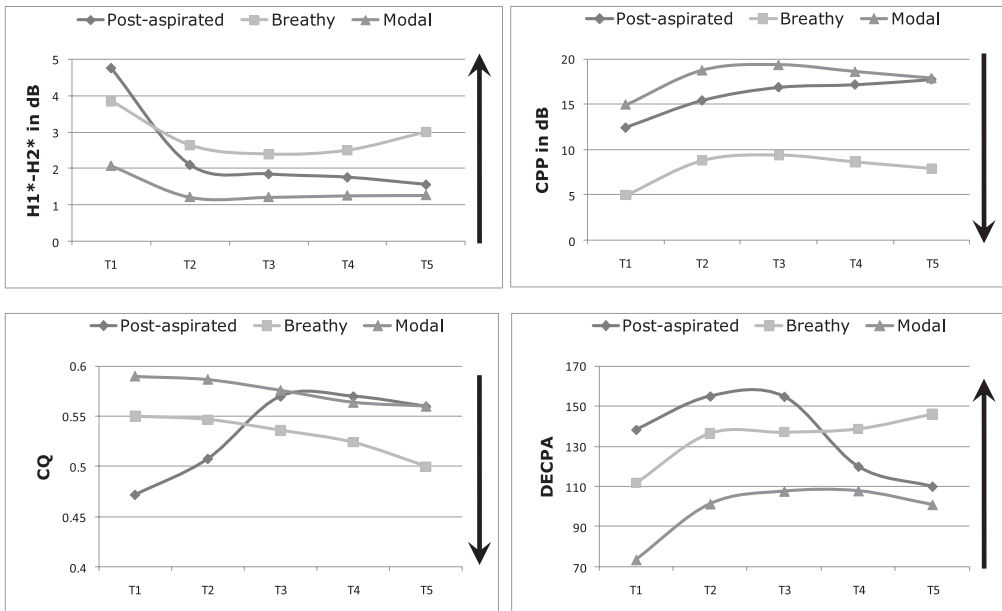 Post-aspirated Breathy Modal
H1*-H2* in dB
5
4
3
2
1
0
T1 T2 T3 T4 T5
Post-aspirated Breathy Modal
CPP in dB
20
15
10
5
0
T1 T2 T3 T4 T5
Post-aspirated Breathy Modal
CQ
0.6
0.55
0.5
0.45
0.4
T1 T2 T3 T4 T5
Post-aspirated Breathy Modal
DECPA
170
150
130
110
90
70
T1 T2 T3 T4 T5